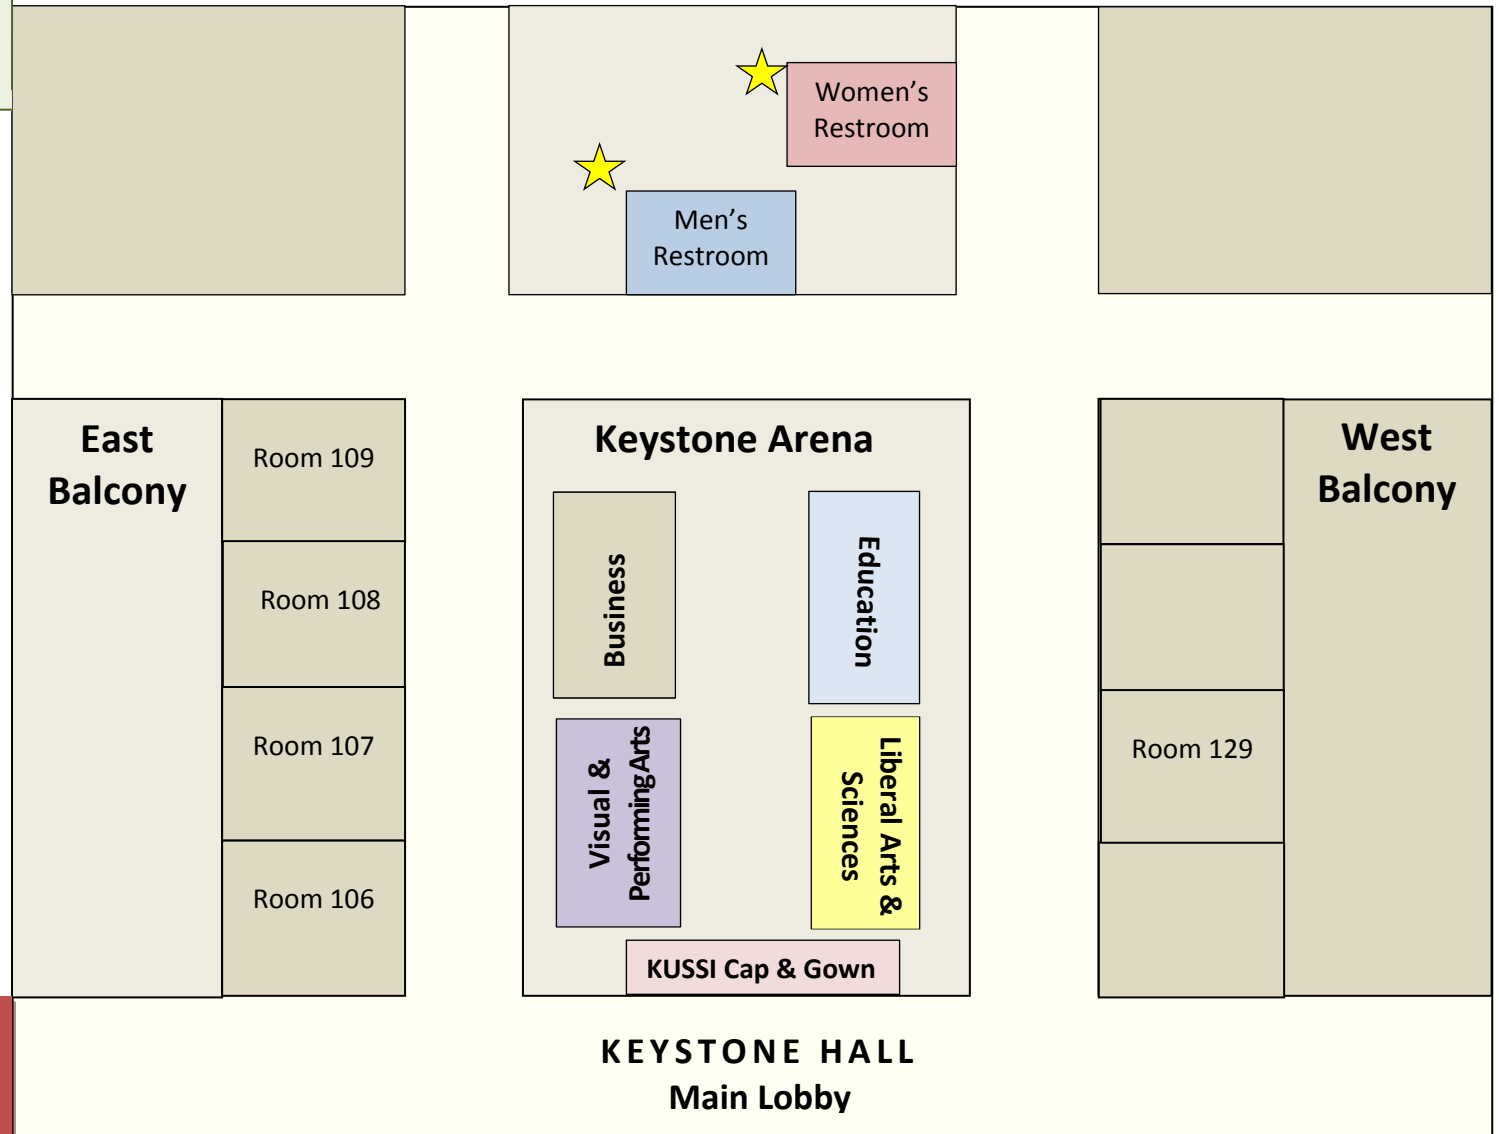 Women's
Restroom
Men's
Restroom
East
Balcony
Room 109
Room 108
Room 107
Room 106
Keystone Arena
Business
Education
Visual &
Performing Arts
Liberal Arts &
Sciences
KUSSI Cap & Gown
West
Balcony
Room 129
KEYSTONE HALL
Main Lobby